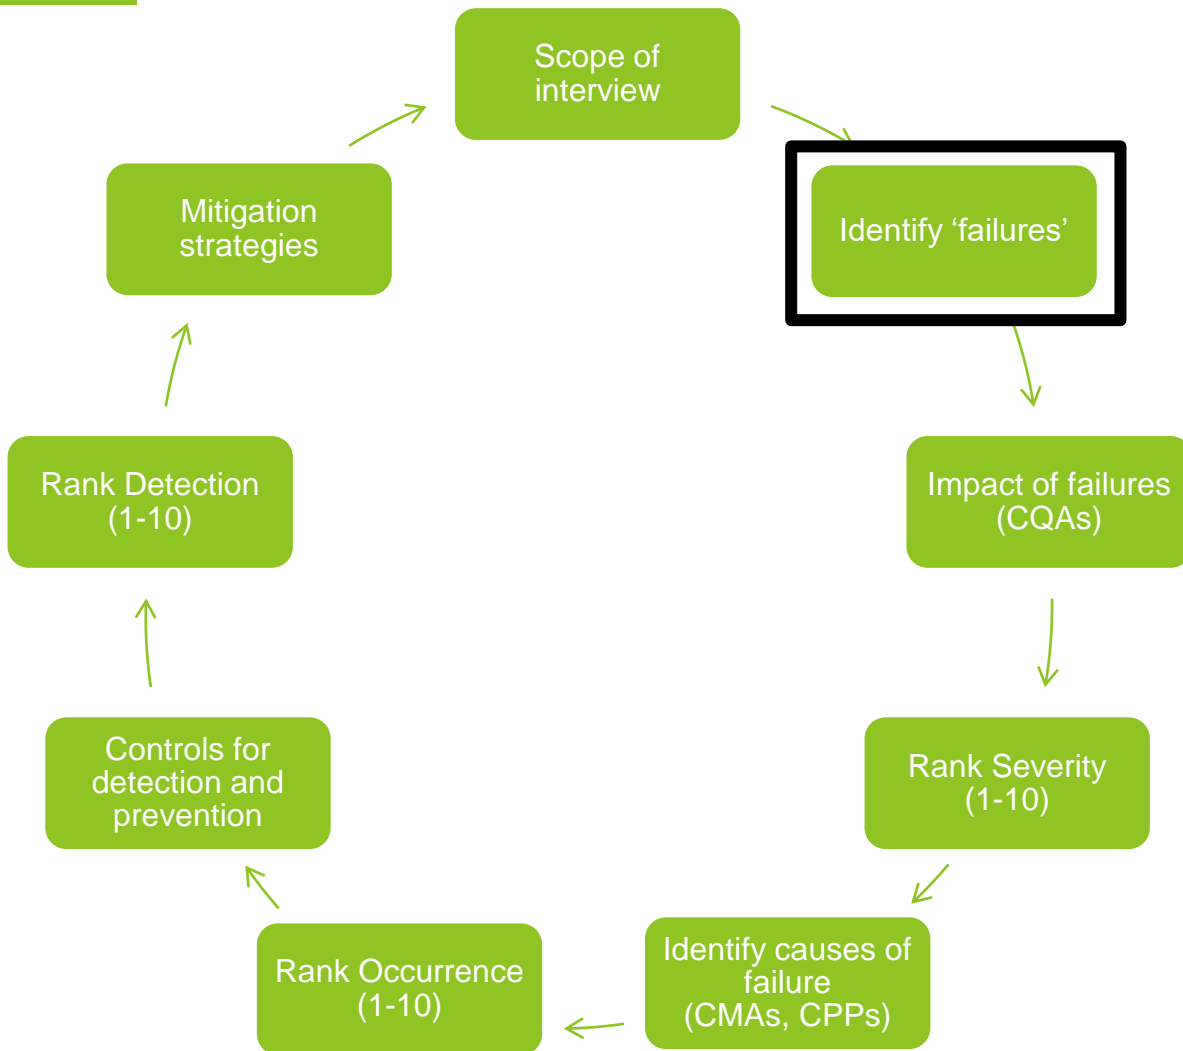 Scope of
interview
Identify ‘failures’
Impact of failures
(CQAs)
Rank Severity
(1-10)
Identify causes of
failure
(CMAs, CPPs)
Rank Occurrence
(1-10)
Controls for
detection and
prevention
Rank Detection
(1-10)
Mitigation
strategies